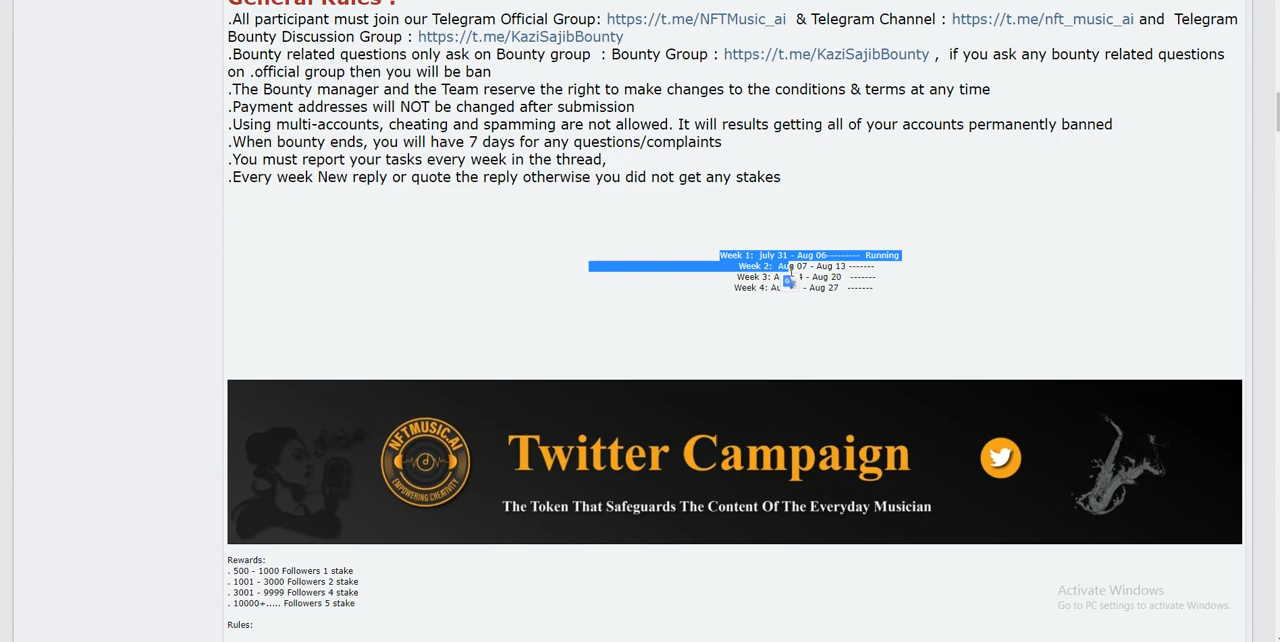 General Rules :
.All participant must join our Telegram Official Group: https://t.me/NFTMusic_ai & Telegram Channel : https://t.me/nft_music_ai and Telegram
Bounty Discussion Group : https://t.me/KaziSajibBounty
.Bounty related questions only ask on Bounty group : Bounty Group : https://t.me/KaziSajibBounty , if you ask any bounty related questions
on .official group then you will be ban
.The Bounty manager and the Team reserve the right to make changes to the conditions & terms at any time
.Payment addresses will NOT be changed after submission
.Using multi-accounts, cheating and spamming are not allowed. It will results getting all of your accounts permanently banned
.When bounty ends, you will have 7 days for any questions/complaints
.You must report your tasks every week in the thread,
.Every week New reply or quote the reply otherwise you did not get any stakes
Week 1: july 31 - Aug 06--------- Running
Week 2: Aug 07 - Aug 13 -------
Week 3: - Aug 20 -------
Week 4: - Aug 27 -------
NFTMUSIC.AI
EMPOWERING CREATIVITY
Twitter Campaign
The Token That Safeguards The Content Of The Everyday Musician
Rewards:
. 500 - 1000 Followers 1 stake
. 1001 - 3000 Followers 2 stake
. 3001 - 9999 Followers 4 stake
. 10000+..... Followers 5 stake
Rules:
Activate Windows
Go to PC settings to activate Windows.